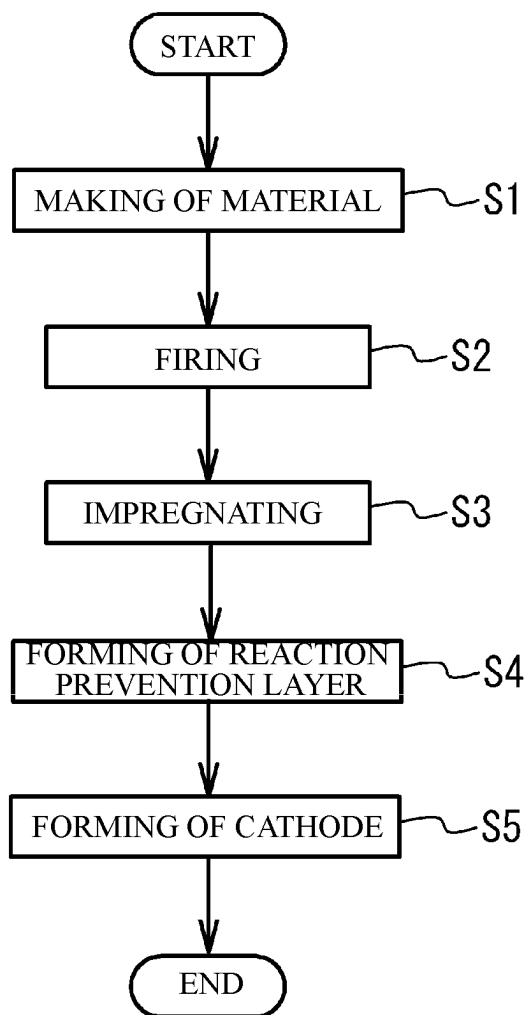 START
MAKING OF MATERIAL
S1
FIRING
S2
IMPREGNATING
S3
FORMING OF REACTION
PREVENTION LAYER
S4
FORMING OF CATHODE
S5
END